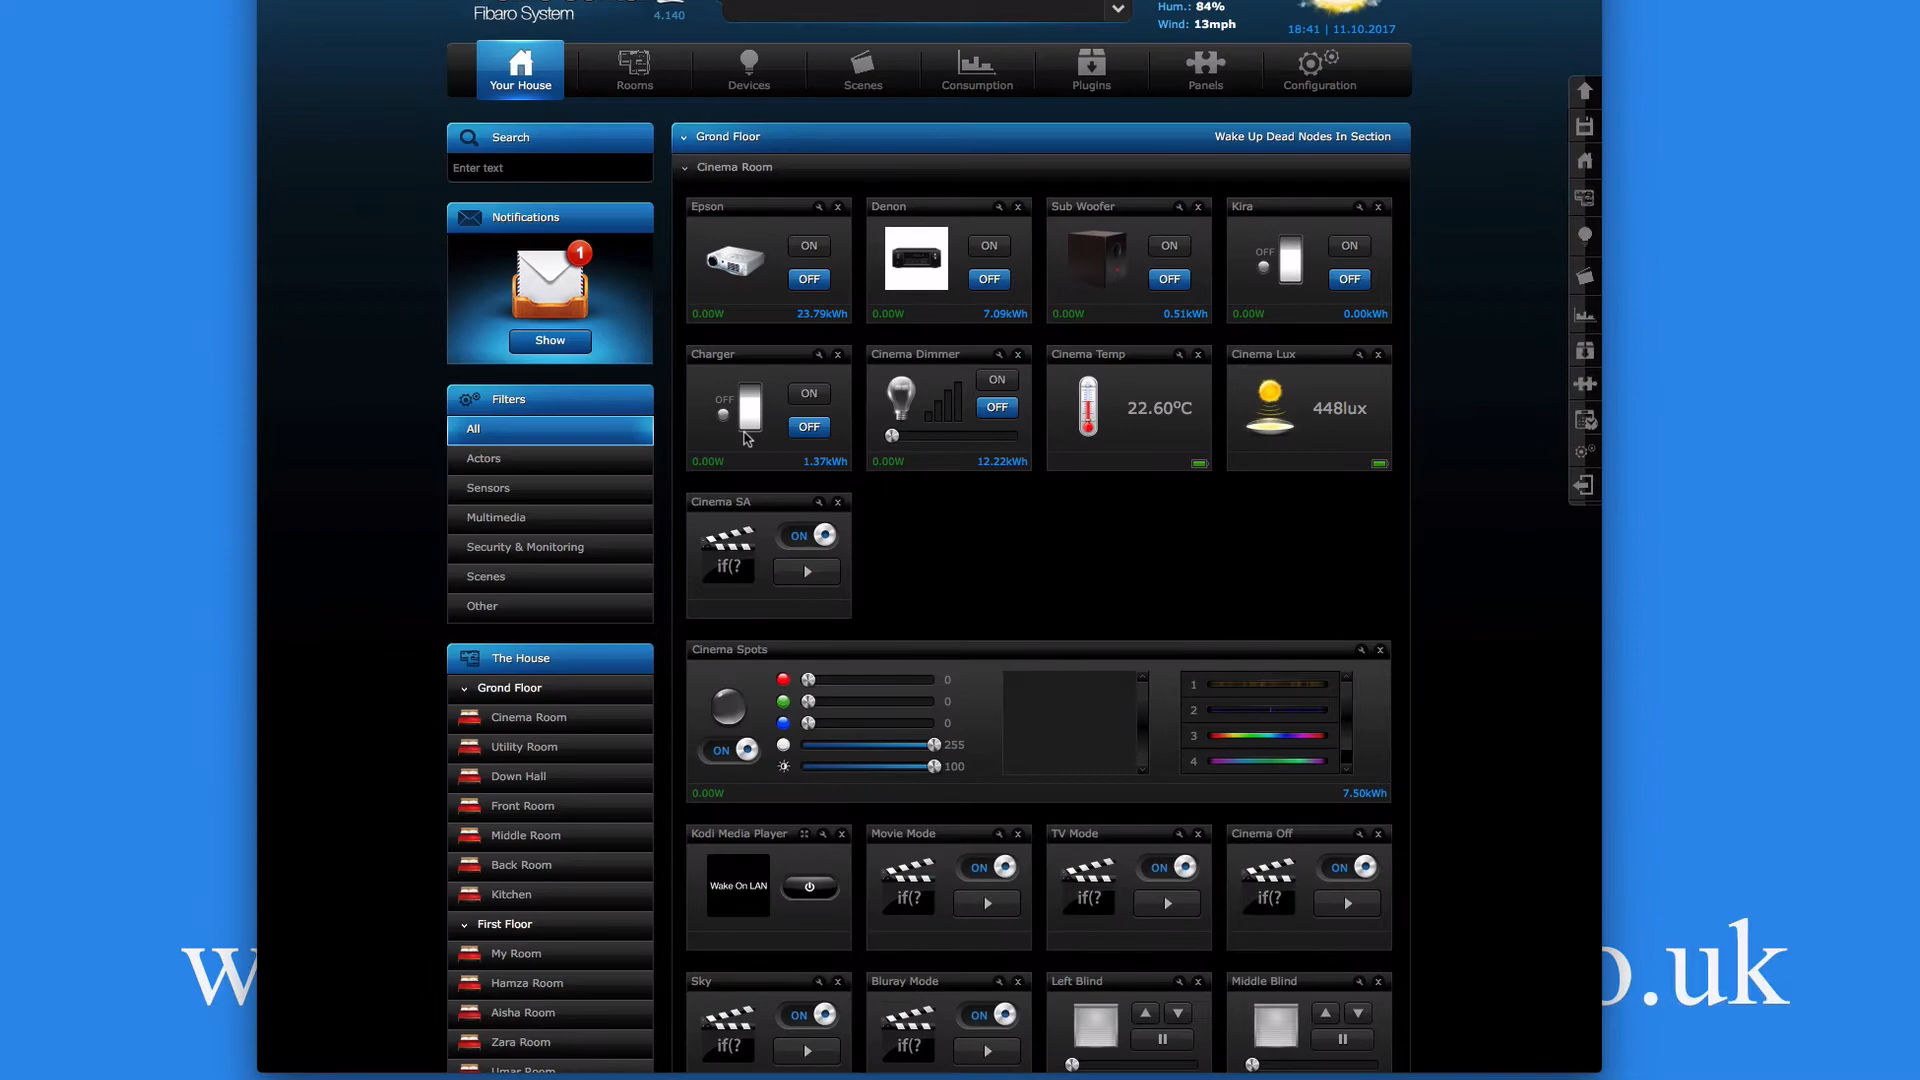 Fibaro System
4.140
Hum.: 84%
Wind: 13mph
18:41 | 11.10.2017
Your House
Rooms
Devices
Scenes
Consumption
Plugins
Panels
Configuration
Search
Enter text
Notifications
1
Show
Filters
All
Actors
Sensors
Multimedia
Security & Monitoring
Scenes
Other
The House
Grond Floor
Cinema Room
Utility Room
Down Hall
Front Room
Middle Room
Back Room
Kitchen
First Floor
My Room
Hamza Room
Aisha Room
Zara Room
Umar Room
Grond Floor Wake Up Dead Nodes In Section
Cinema Room
Epson
ON
OFF
0.00W 23.79kWh
Denon
ON
OFF
0.00W 7.09kWh
Sub Woofer
ON
OFF
0.00W 0.51kWh
Kira
OFF
ON
OFF
0.00W 0.00kWh
Charger
OFF
ON
OFF
0.00W 1.37kWh
Cinema Dimmer
ON
OFF
0.00W 12.22kWh
Cinema Temp
22.60ºC
Cinema Lux
448lux
Cinema SA
ON
if(?
Cinema Spots
ON
0
0
0
255
100
1
2
3
4
0.00W 7.50kWh
Kodi Media Player
Wake On LAN
Movie Mode
ON
if(?
TV Mode
ON
if(?
Cinema Off
ON
if(?
Sky
ON
if(?
Bluray Mode
ON
if(?
Left Blind
Middle Blind
w
o.uk